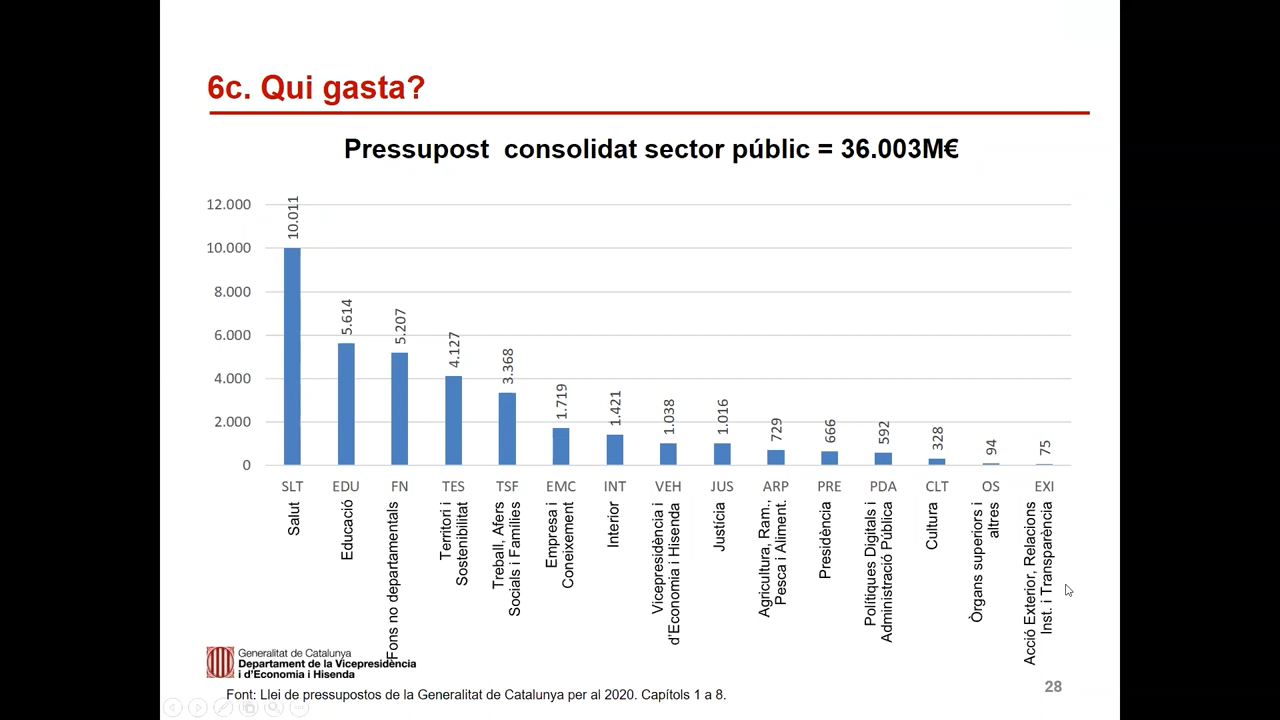 6c. Qui gasta?
Pressupost consolidat sector públic = 36.003M€
12.000
10.000
8.000
6.000
4.000
2.000
0
10.011
5.614
5.207
4.127
3.368
1.719
1.421
1.038
1.016
729
666
592
328
94
75
SLT
EDU
FN
TES
TSF
EMC
INT
VEH
JUS
ARP
PRE
PDA
CLT
OS
EXI
Salut
Educació
Fons no departamentals
Territori i
Sostenibilitat
Treball, Afers
Socials i Famílies
Empresa i
Coneixement
Interior
Vicepresidència i
d'Economia i Hisenda
Justícia
Agricultura, Ram.,
Pesca i Aliment.
Presidència
Polítiques Digitals i
Administració Pública
Cultura
Òrgans superiors i
altres
Acció Exterior, Relacions
Inst. i Transparència
Generalitat de Catalunya
Departament de la Vicepresidència
i d'Economia i Hisenda
Font: Llei de pressupostos de la Generalitat de Catalunya per al 2020. Capítols 1 a 8.
28